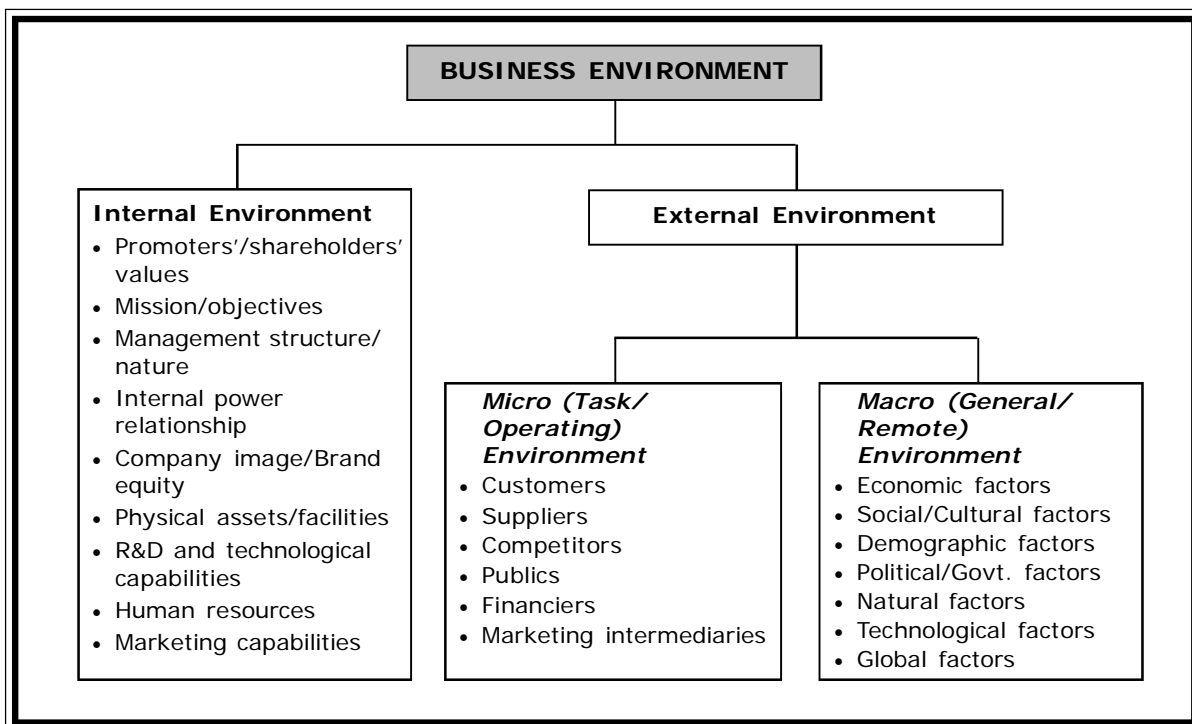 BUSINESS ENVIRONMENT
Internal Environment
• Promoters'/shareholders'
values
• Mission/objectives
• Management structure/
nature
• Internal power
relationship
• Company image/Brand
equity
• Physical assets/facilities
• R&D and technological
capabilities
• Human resources
• Marketing capabilities
External Environment
Micro (Task/
Operating)
Environment
• Customers
• Suppliers
• Competitors
• Publics
• Financiers
• Marketing intermediaries
Macro (General/
Remote)
Environment
• Economic factors
• Social/Cultural factors
• Demographic factors
• Political/Govt. factors
• Natural factors
• Technological factors
• Global factors